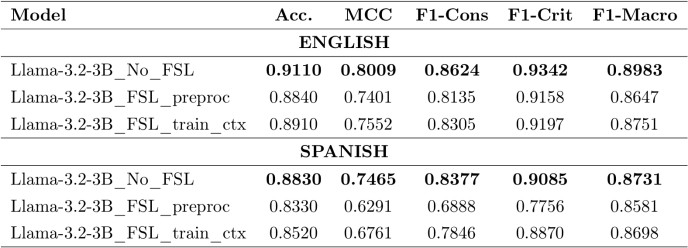 Model Acc. MCC F1-Cons F1-Crit F1-Macro
ENGLISH
Llama-3.2-3B_No_FSL 0.9110 0.8009 0.8624 0.9342 0.8983
Llama-3.2-3B_FSL_preproc 0.8840 0.7401 0.8135 0.9158 0.8647
Llama-3.2-3B_FSL_train_ctx 0.8910 0.7552 0.8305 0.9197 0.8751
SPANISH
Llama-3.2-3B_No_FSL 0.8830 0.7465 0.8377 0.9085 0.8731
Llama-3.2-3B_FSL_preproc 0.8330 0.6291 0.6888 0.7756 0.8581
Llama-3.2-3B_FSL_train_ctx 0.8520 0.6761 0.7846 0.8870 0.8698